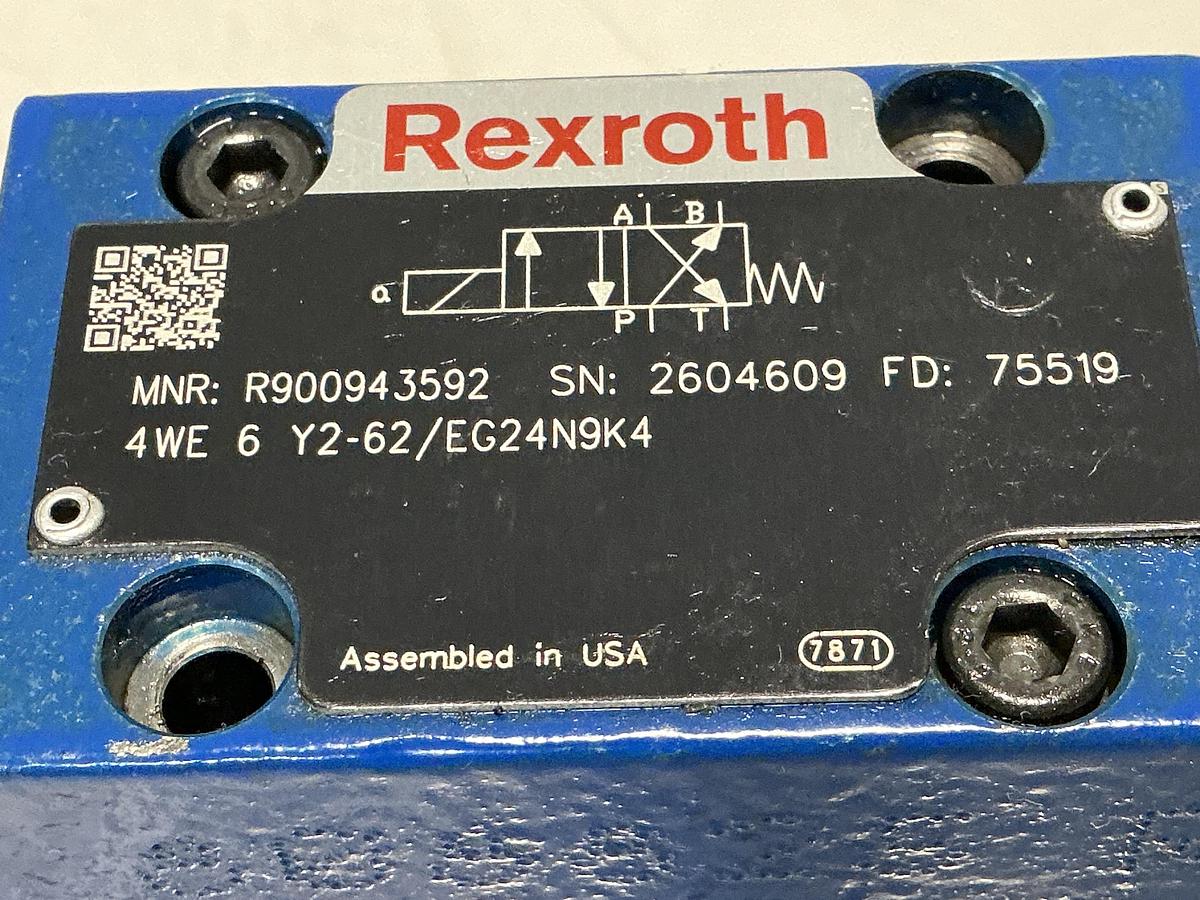 Rexroth
A B
a
P T
MNR: R900943592 SN: 2604609 FD: 75519
4WE 6 Y2-62/EG24N9K4
Assembled in USA
7871